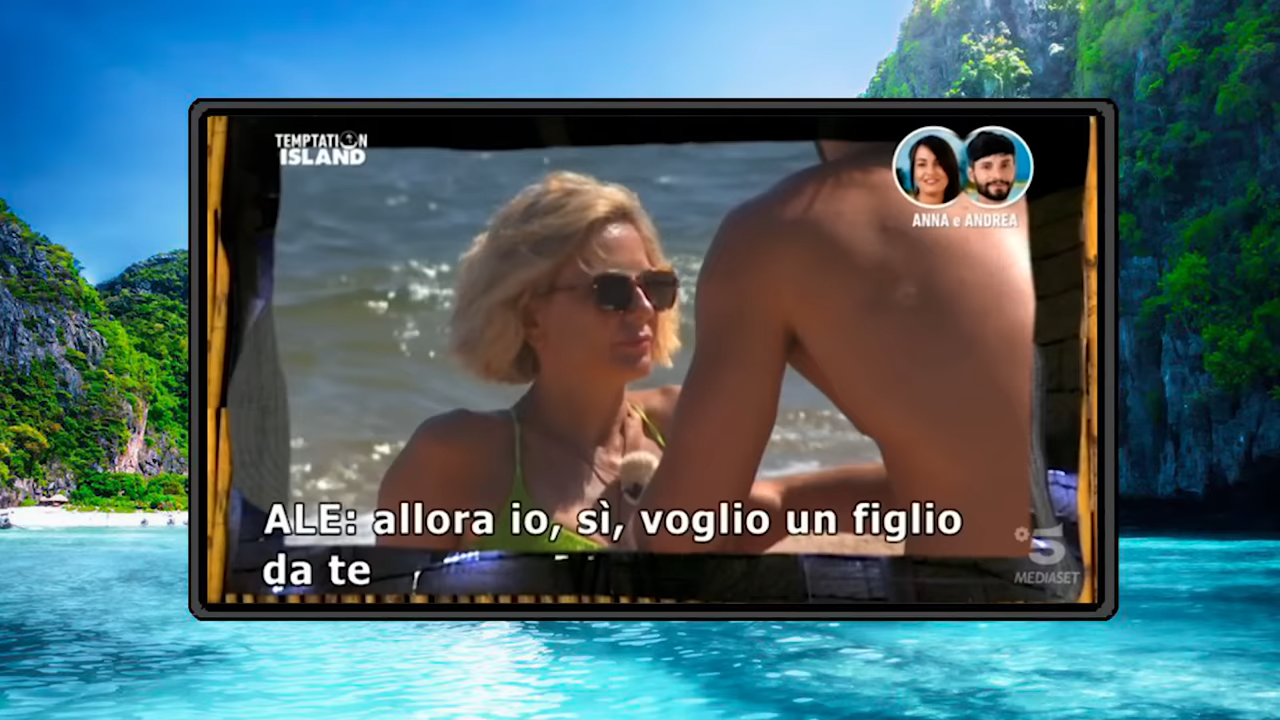 TEMPTATION
ISLAND
ANNA e ANDREA
ALE: allora io, sì, voglio un figlio
da te
5
MEDIASET